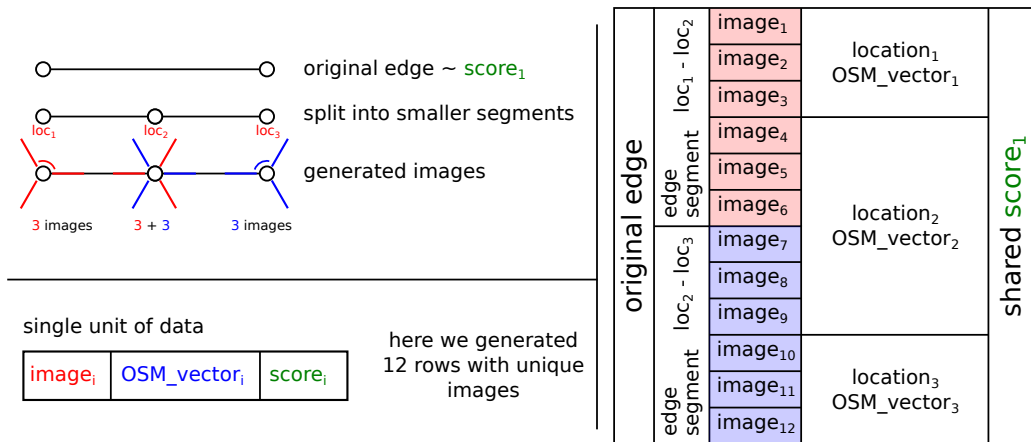 original edge ~ score₁
split into smaller segments
loc₁
loc₂
loc₃
generated images
3 images
3 + 3
3 images
single unit of data
image_i
OSM_vector_i
score_i
here we generated
12 rows with unique
images
original edge
edge
segment
loc₁ - loc₂
edge
segment
loc₂ - loc₃
image₁
image₂
image₃
image₄
image₅
image₆
image₇
image₈
image₉
image₁₀
image₁₁
image₁₂
location₁
OSM_vector₁
location₂
OSM_vector₂
location₃
OSM_vector₃
shared score₁